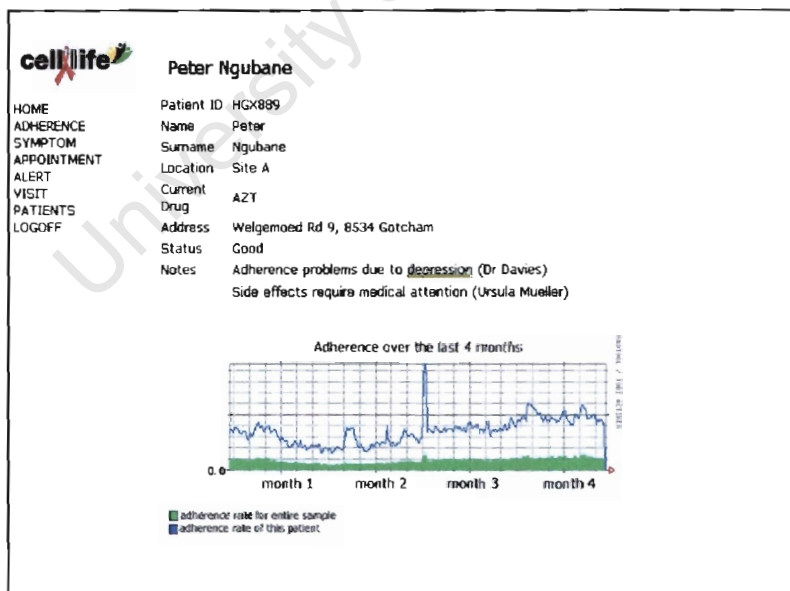 University
cell life
Peter Ngubane
HOME
ADHERENCE
SYMPTOM
APPOINTMENT
ALERT
VISIT
PATIENTS
LOGOFF
Patient ID HGX889
Name Peter
Surname Ngubane
Location Site A
Current Drug AZT
Address Welgemoed Rd 9, 8534 Gotcham
Status Good
Notes Adherence problems due to depression (Dr Davies)
Side effects require medical attention (Ursula Mueller)
Adherence over the last 4 months
0.0
month 1 month 2 month 3 month 4
adherence rate for entire sample
adherence rate of this patient